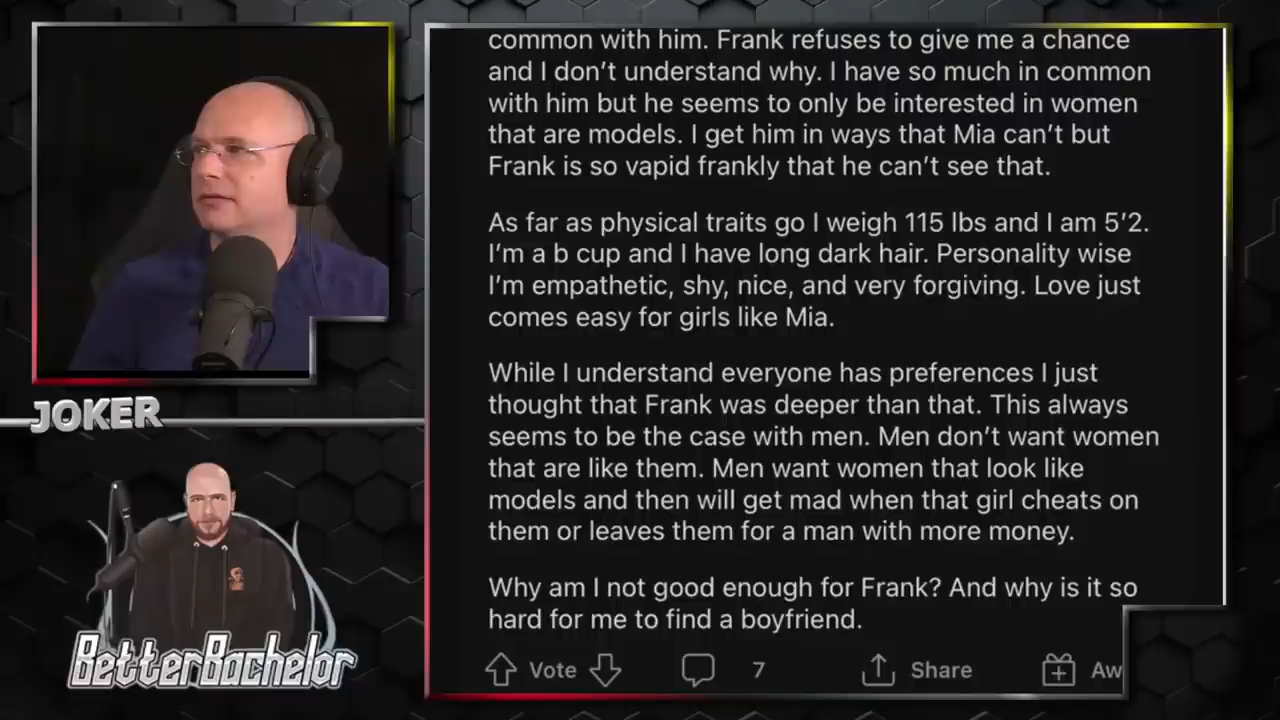 common with him. Frank refuses to give me a chance
and I don’t understand why. I have so much in common
with him but he seems to only be interested in women
that are models. I get him in ways that Mia can’t but
Frank is so vapid frankly that he can’t see that.
As far as physical traits go I weigh 115 lbs and I am 5’2.
I’m a b cup and I have long dark hair. Personality wise
I’m empathetic, shy, nice, and very forgiving. Love just
comes easy for girls like Mia.
While I understand everyone has preferences I just
thought that Frank was deeper than that. This always
seems to be the case with men. Men don’t want women
that are like them. Men want women that look like
models and then will get mad when that girl cheats on
them or leaves them for a man with more money.
Why am I not good enough for Frank? And why is it so
hard for me to find a boyfriend.
Vote 7 Share Aw
JOKER
BetterBachelor